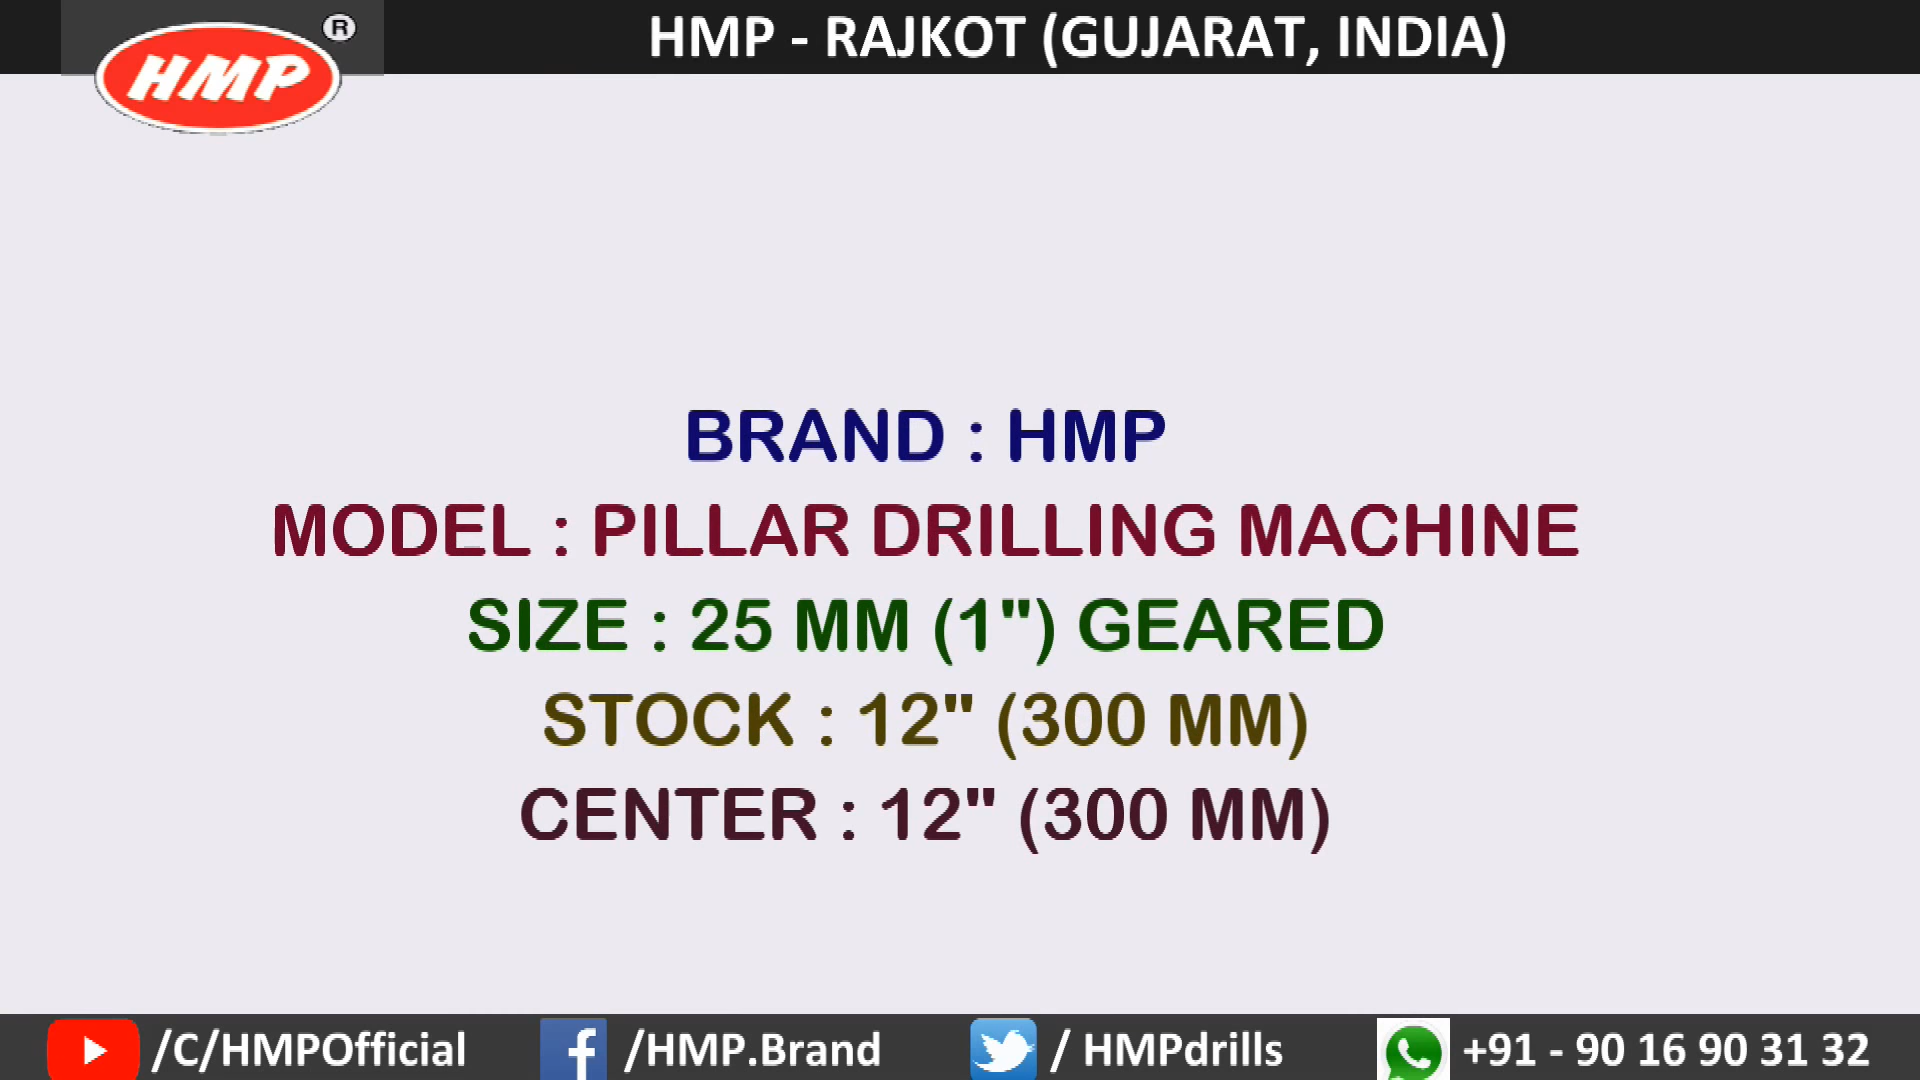 HMP ®
HMP - RAJKOT (GUJARAT, INDIA)
BRAND : HMP
MODEL : PILLAR DRILLING MACHINE
SIZE : 25 MM (1") GEARED
STOCK : 12" (300 MM)
CENTER : 12" (300 MM)
/C/HMPOfficial
/HMP.Brand
/ HMPdrills
+91 - 90 16 90 31 32